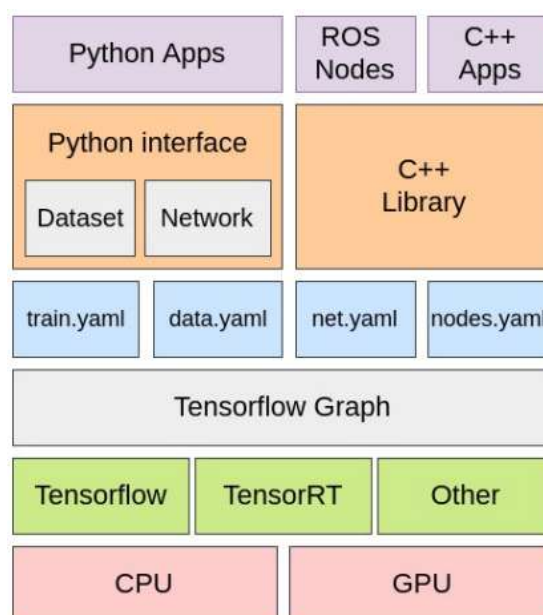 Python Apps
ROS
Nodes
C++
Apps
Python interface
Dataset
Network
C++
Library
train.yaml
data.yaml
net.yaml
nodes.yaml
Tensorflow Graph
Tensorflow
TensorRT
Other
CPU
GPU